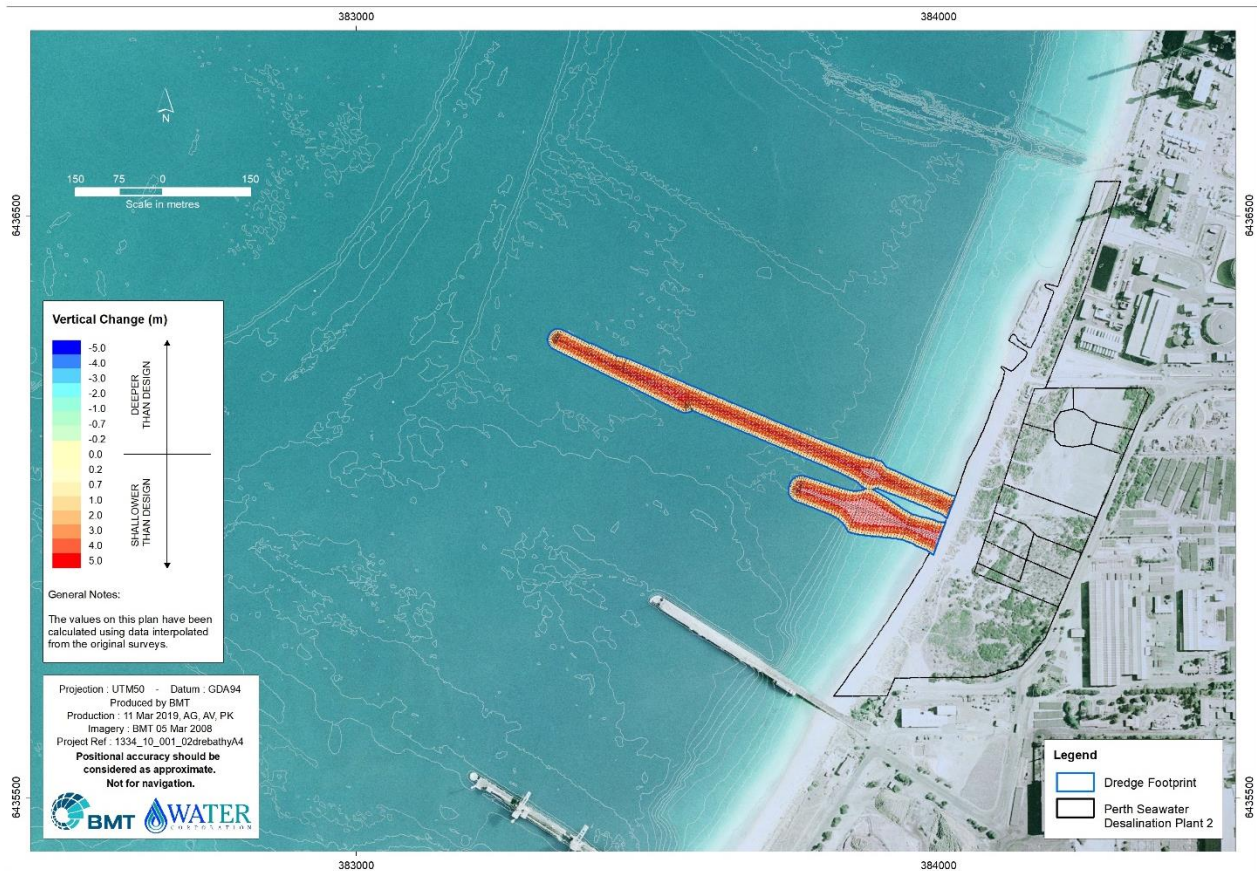 383000
384000
N
150
75
0
150
Scale in metres
6436500
6436500
Vertical Change (m)
-5.0
-4.0
-3.0
-2.0
-1.0
-0.7
-0.2
0.0
0.2
0.7
1.0
2.0
3.0
4.0
5.0
DEEPER
THAN DESIGN
SHALLOWER
THAN DESIGN
General Notes:
The values on this plan have been
calculated using data interpolated
from the original surveys.
Projection : UTM50 - Datum : GDA94
Produced by BMT
Production : 11 Mar 2019, AG, AV, PK
Imagery : BMT 05 Mar 2008
Project Ref : 1334_10_001_02drebathyA4
Positional accuracy should be
considered as approximate.
Not for navigation.
BMT
WATER
CORPORATION
Legend
Dredge Footprint
Perth Seawater
Desalination Plant 2
6435500
6435500
383000
384000